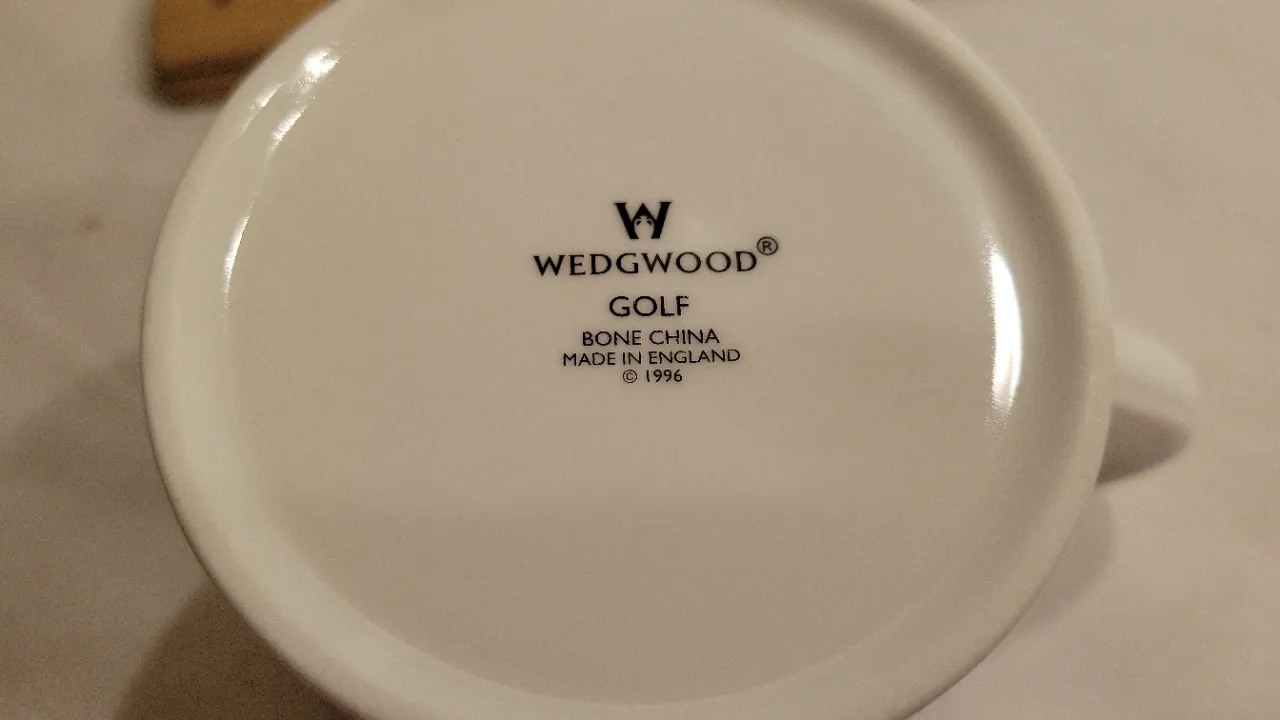 W
WEDGWOOD®
GOLF
BONE CHINA
MADE IN ENGLAND
© 1996